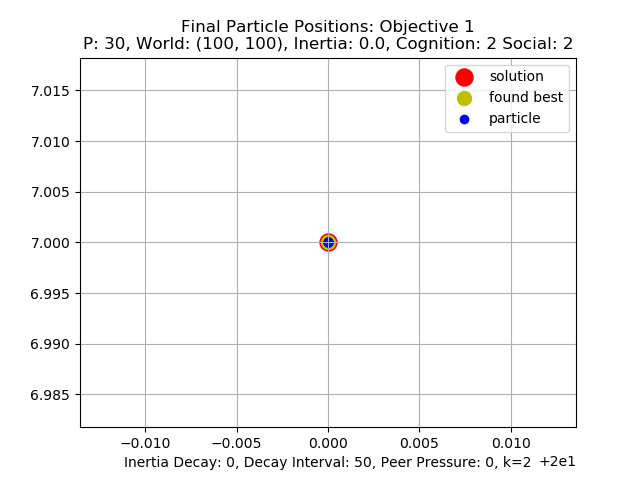 Final Particle Positions: Objective 1
P: 30, World: (100, 100), Inertia: 0.0, Cognition: 2 Social: 2
solution
found best
particle
7.015
7.010
7.005
7.000
6.995
6.990
6.985
−0.010 −0.005 0.000 0.005 0.010
Inertia Decay: 0, Decay Interval: 50, Peer Pressure: 0, k=2 +2e1